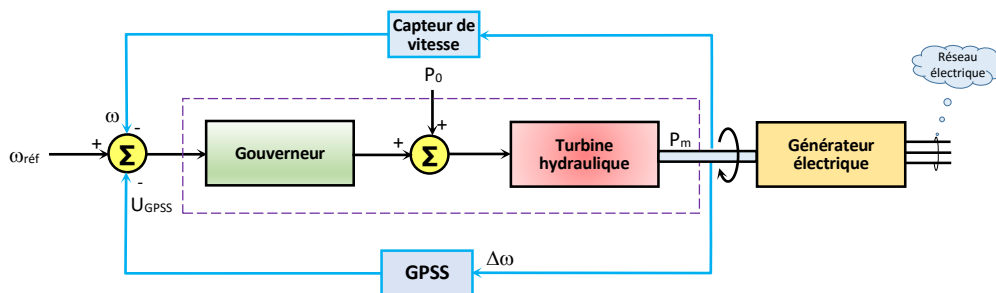 Capteur de
vitesse
Réseau
électrique
P0
ω
-
+
+
ωréf
Σ
Gouverneur
+
Σ
Turbine
hydraulique
Pm
Générateur
électrique
-
UGPSS
GPSS
Δω